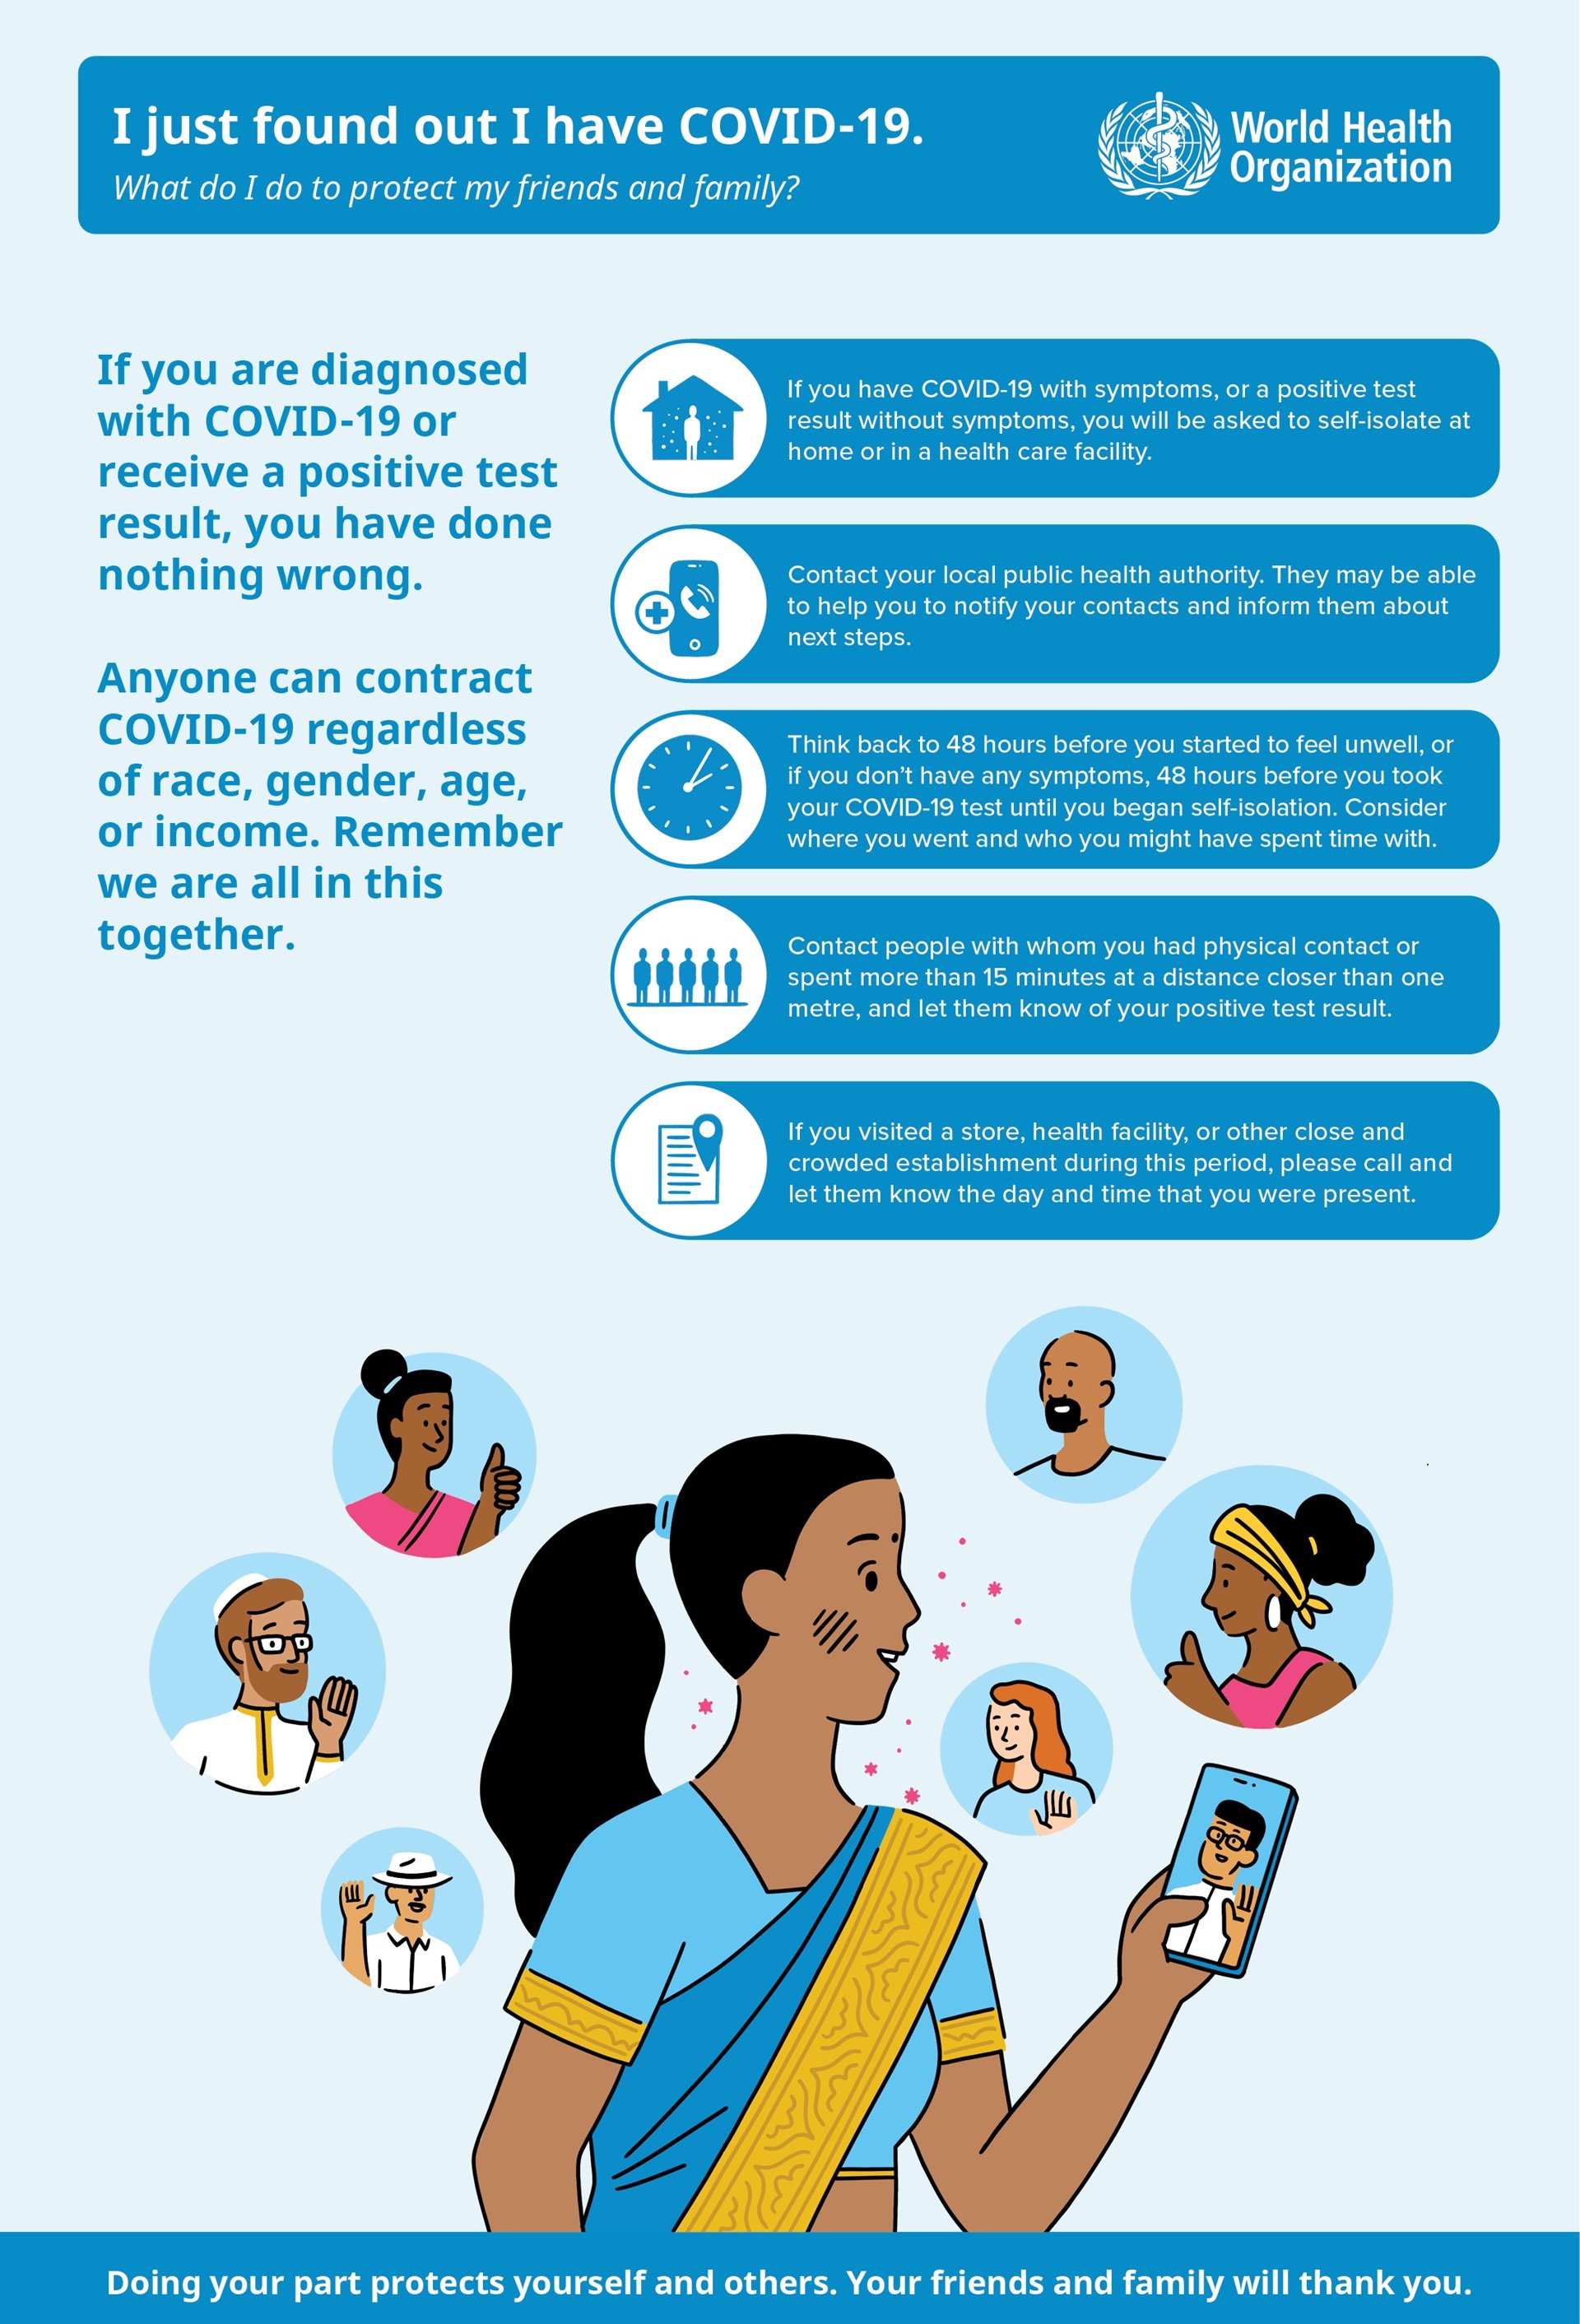 I just found out I have COVID-19.
What do I do to protect my friends and family?
World Health
Organization
If you are diagnosed
with COVID-19 or
receive a positive test
result, you have done
nothing wrong.
Anyone can contract
COVID-19 regardless
of race, gender, age,
or income. Remember
we are all in this
together.
If you have COVID-19 with symptoms, or a positive test
result without symptoms, you will be asked to self-isolate at
home or in a health care facility.
Contact your local public health authority. They may be able
to help you to notify your contacts and inform them about
next steps.
Think back to 48 hours before you started to feel unwell, or
if you don’t have any symptoms, 48 hours before you took
your COVID-19 test until you began self-isolation. Consider
where you went and who you might have spent time with.
Contact people with whom you had physical contact or
spent more than 15 minutes at a distance closer than one
metre, and let them know of your positive test result.
If you visited a store, health facility, or other close and
crowded establishment during this period, please call and
let them know the day and time that you were present.
Doing your part protects yourself and others. Your friends and family will thank you.